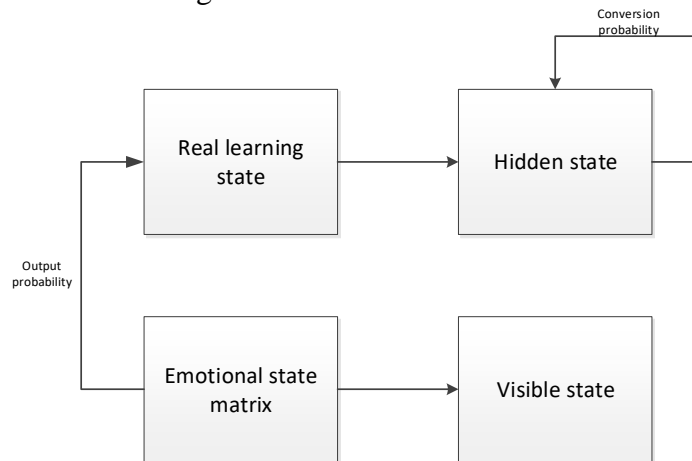 Conversion
probability
Real learning
state
Hidden state
Output
probability
Emotional state
matrix
Visible state